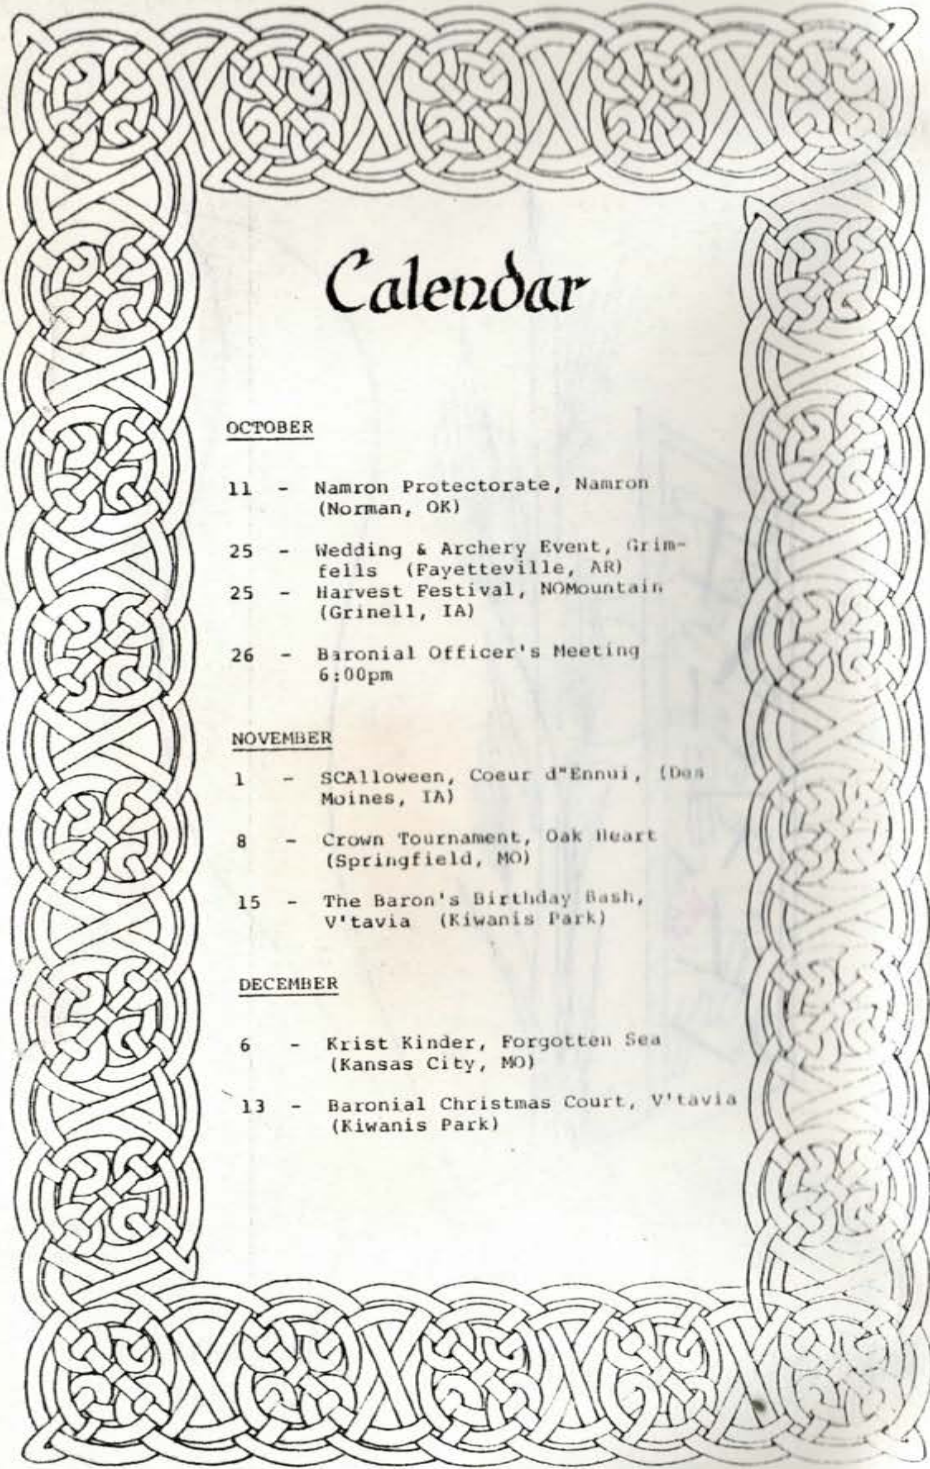 Calendar
OCTOBER
11 - Namron Protectorate, Namron
(Norman, OK)
25 - Wedding & Archery Event, Grim-
fells (Fayetteville, AR)
25 - Harvest Festival, NOMountain
(Grinell, IA)
26 - Baronial Officer's Meeting
6:00pm
NOVEMBER
1 - SCAlloween, Coeur d"Ennui, (Des
Moines, IA)
8 - Crown Tournament, Oak Heart
(Springfield, MO)
15 - The Baron's Birthday Bash,
V'tavia (Kiwanis Park)
DECEMBER
6 - Krist Kinder, Forgotten Sea
(Kansas City, MO)
13 - Baronial Christmas Court, V'tavia
(Kiwanis Park)